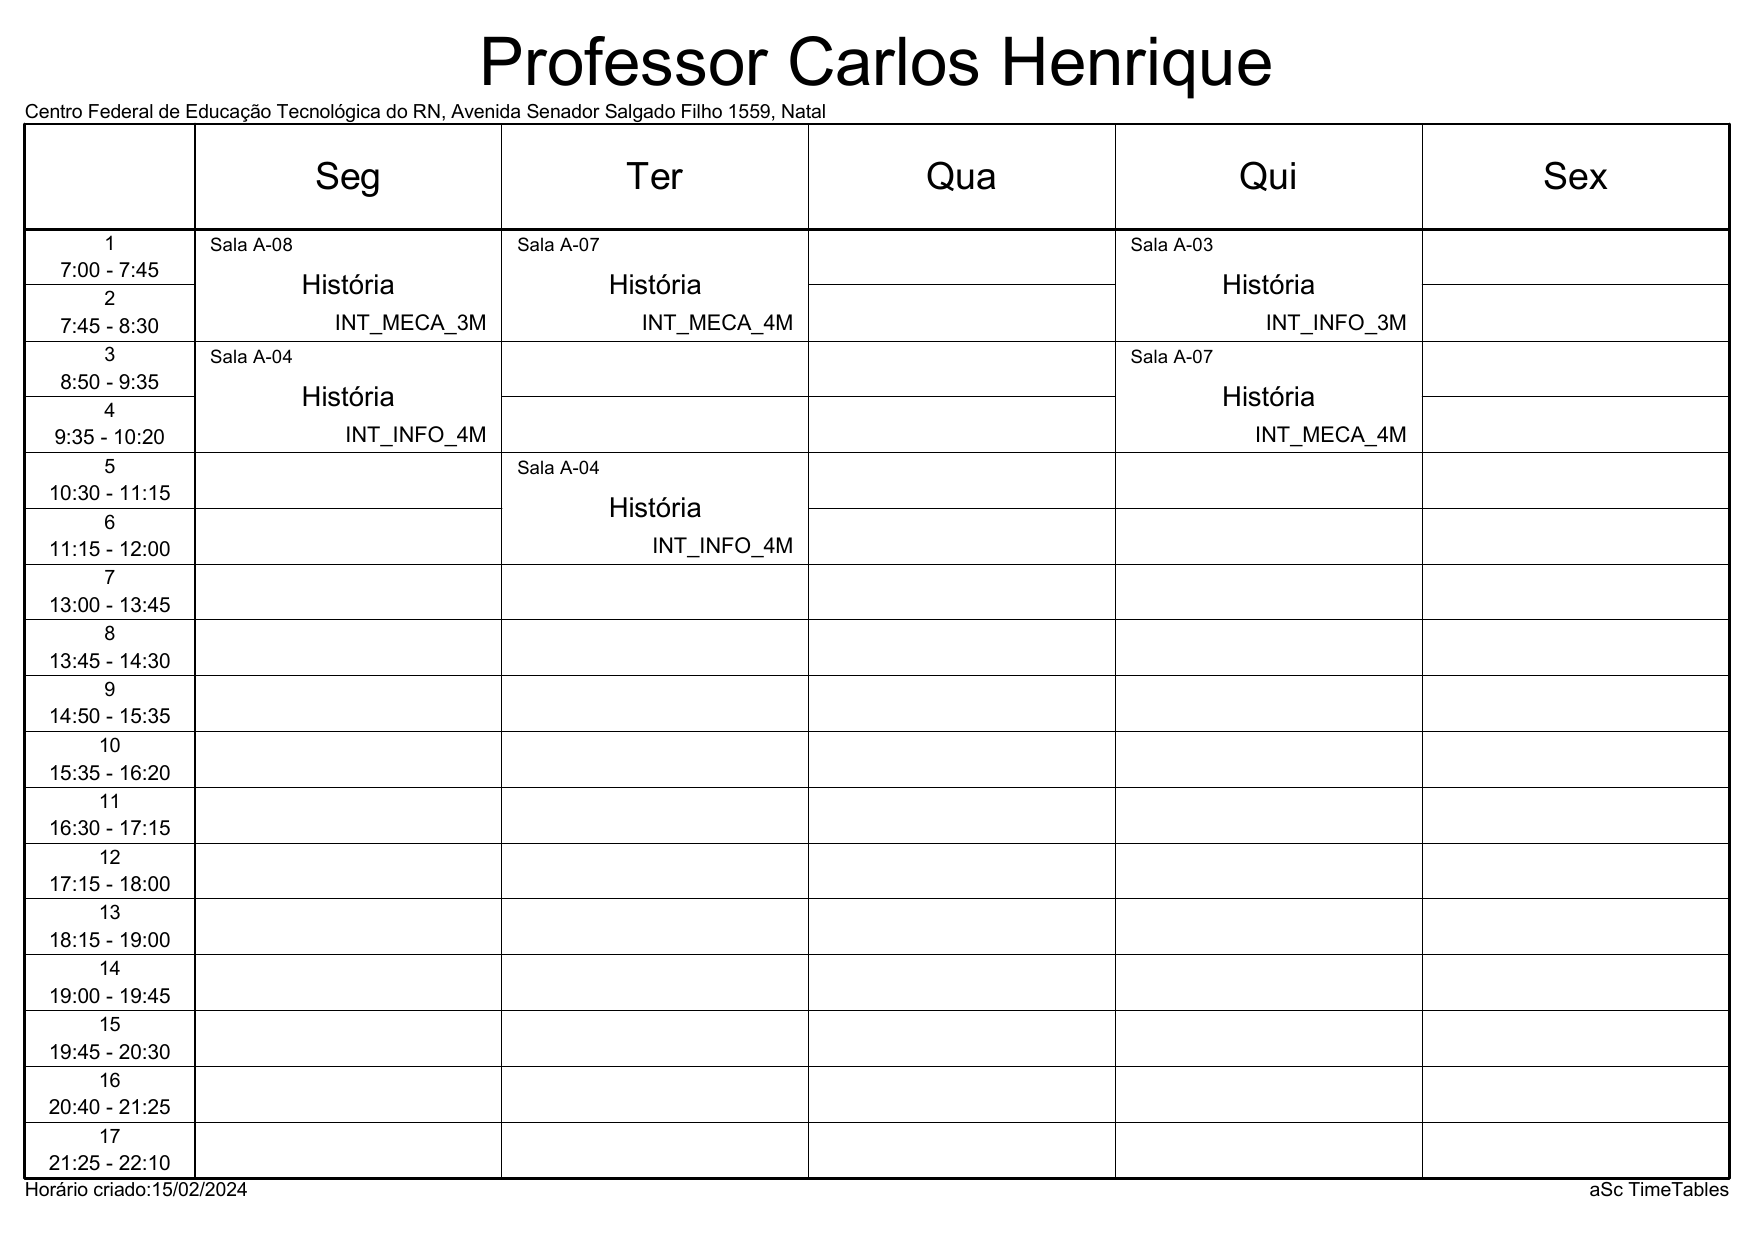 Professor Carlos Henrique
Centro Federal de Educação Tecnológica do RN, Avenida Senador Salgado Filho 1559, Natal
Seg Ter Qua Qui Sex
1 Sala A-08 Sala A-07 Sala A-03
7:00 - 7:45
História História História
2
7:45 - 8:30 INT_MECA_3M INT_MECA_4M INT_INFO_3M
3 Sala A-04 Sala A-07
8:50 - 9:35
História História
4
9:35 - 10:20 INT_INFO_4M INT_MECA_4M
5 Sala A-04
10:30 - 11:15
História
6
11:15 - 12:00 INT_INFO_4M
7
13:00 - 13:45
8
13:45 - 14:30
9
14:50 - 15:35
10
15:35 - 16:20
11
16:30 - 17:15
12
17:15 - 18:00
13
18:15 - 19:00
14
19:00 - 19:45
15
19:45 - 20:30
16
20:40 - 21:25
17
21:25 - 22:10
Horário criado:15/02/2024 aSc TimeTables